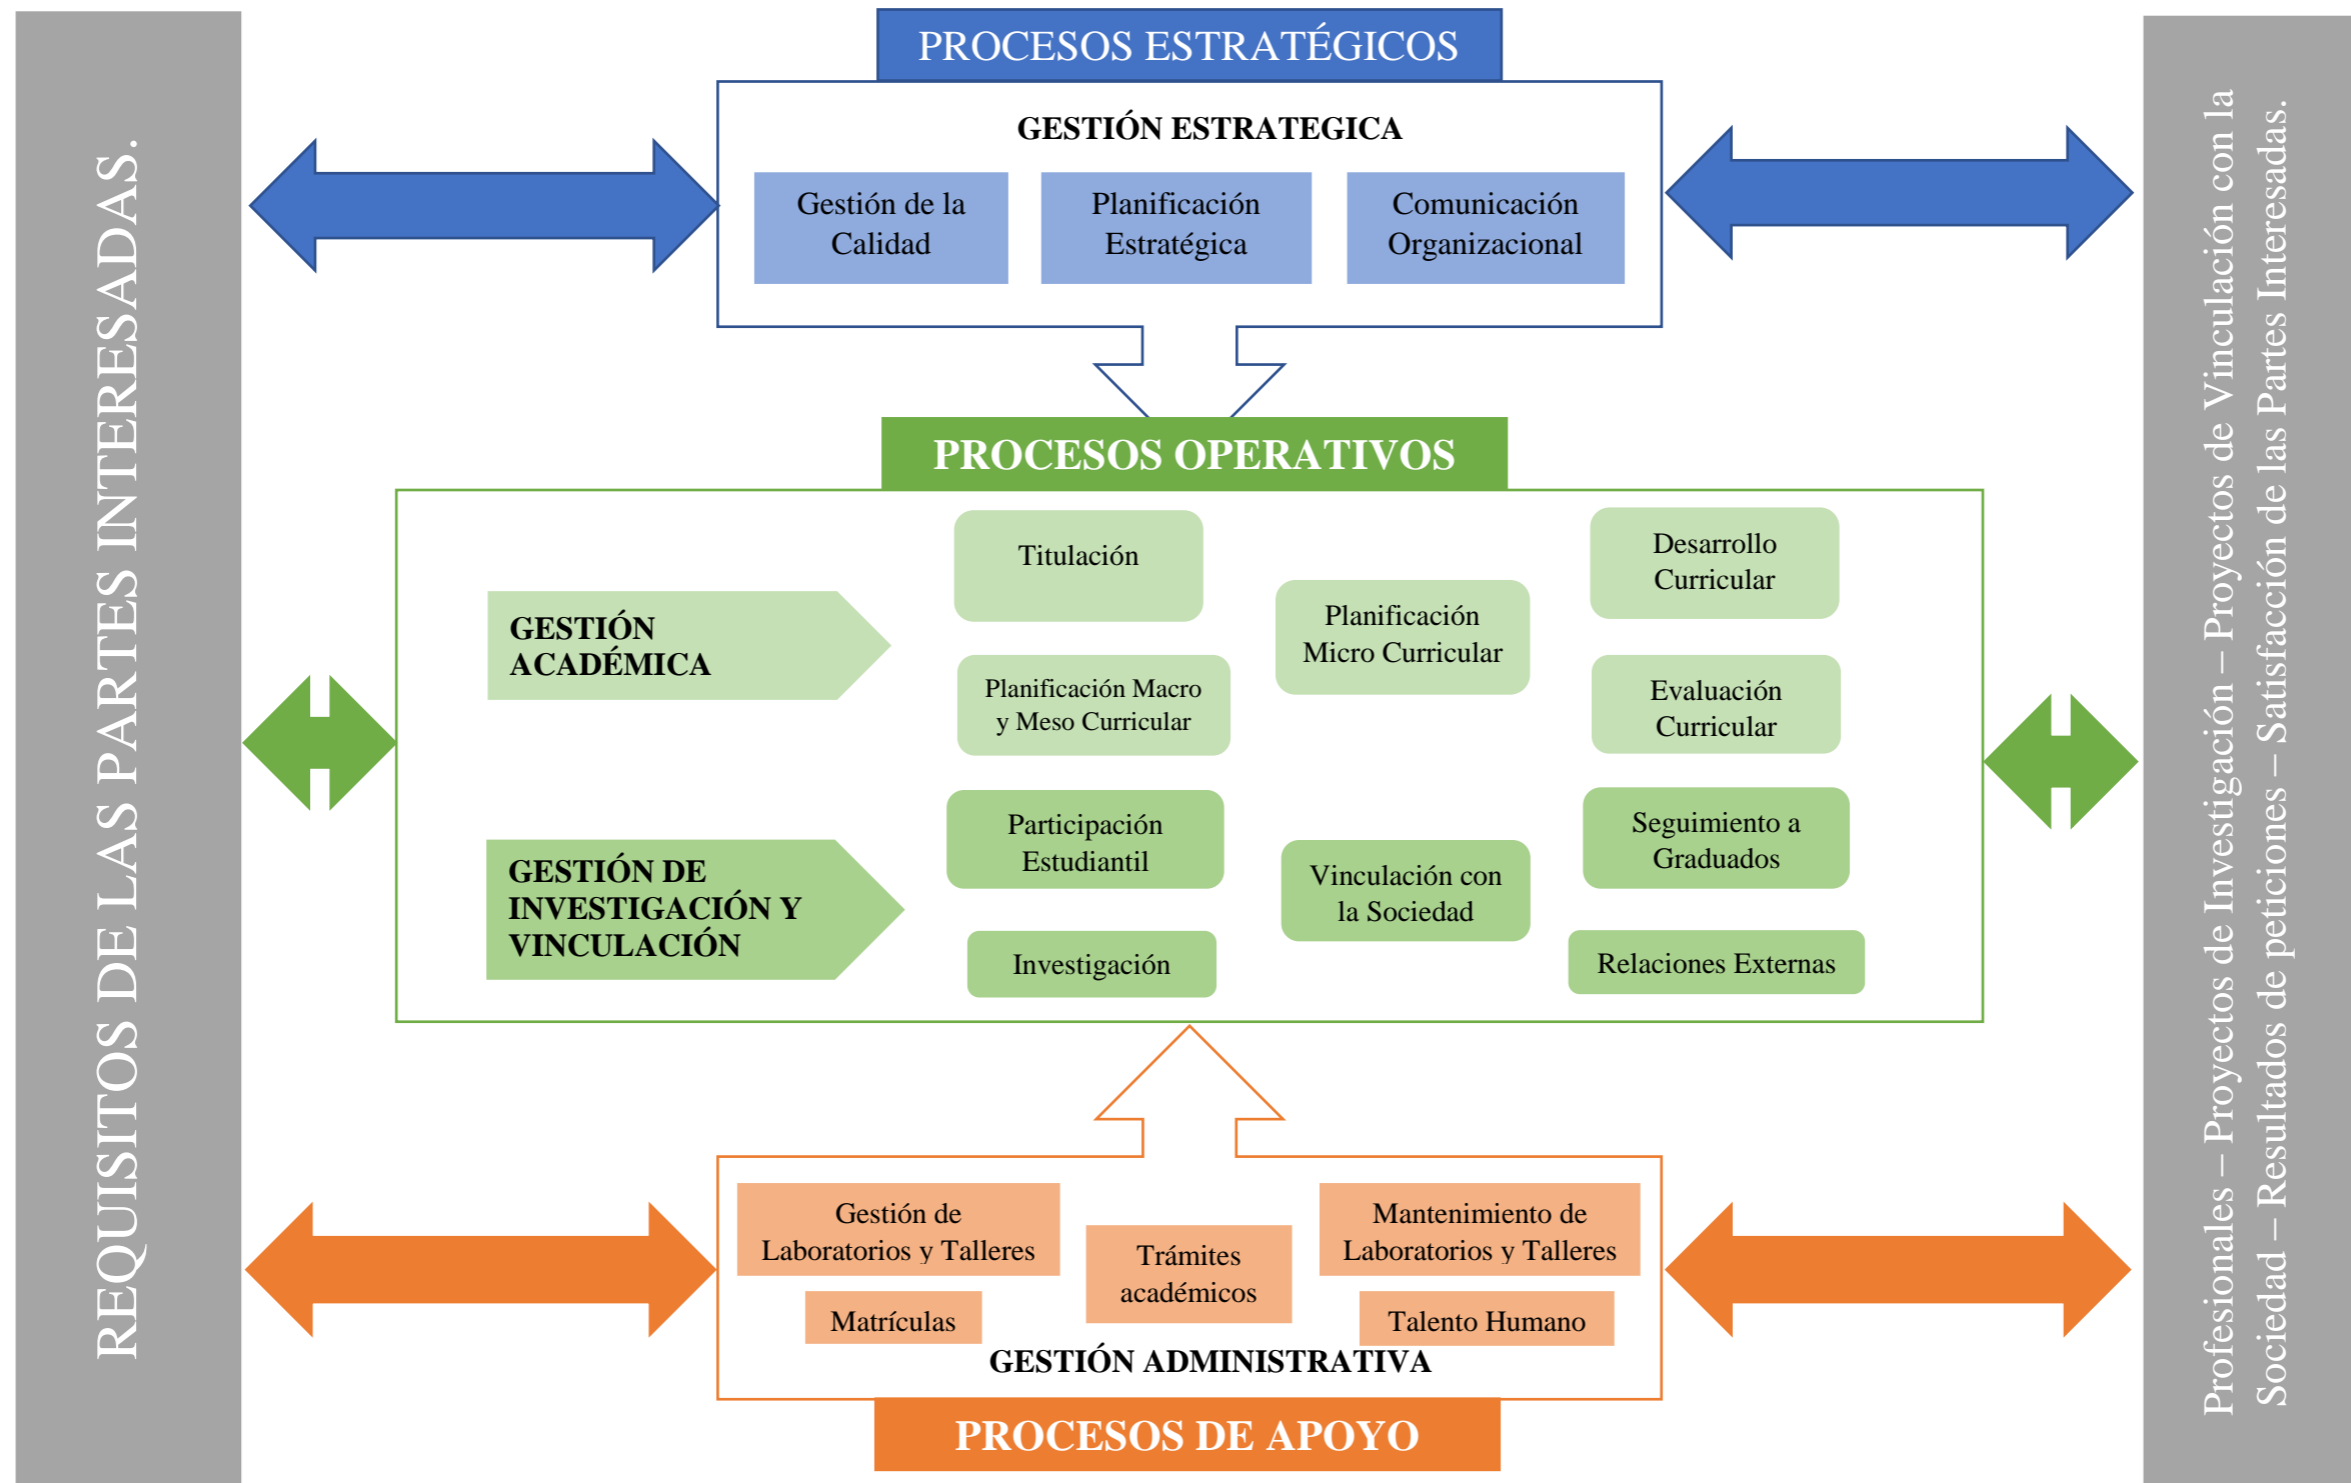 REQUISITOS DE LAS PARTES INTERESADAS.
PROCESOS ESTRATÉGICOS
GESTIÓN ESTRATEGICA
Gestión de la
Calidad
Planificación
Estratégica
Comunicación
Organizacional
PROCESOS OPERATIVOS
GESTIÓN
ACADÉMICA
Titulación
Planificación Macro
y Meso Curricular
Planificación
Micro Curricular
Desarrollo
Curricular
Evaluación
Curricular
GESTIÓN DE
INVESTIGACIÓN Y
VINCULACIÓN
Participación
Estudiantil
Investigación
Vinculación con
la Sociedad
Seguimiento a
Graduados
Relaciones Externas
Gestión de
Laboratorios y Talleres
Matrículas
Trámites
académicos
Mantenimiento de
Laboratorios y Talleres
Talento Humano
GESTIÓN ADMINISTRATIVA
PROCESOS DE APOYO
Profesionales – Proyectos de Investigación – Proyectos de Vinculación con la
Sociedad – Resultados de peticiones – Satisfacción de las Partes Interesadas.